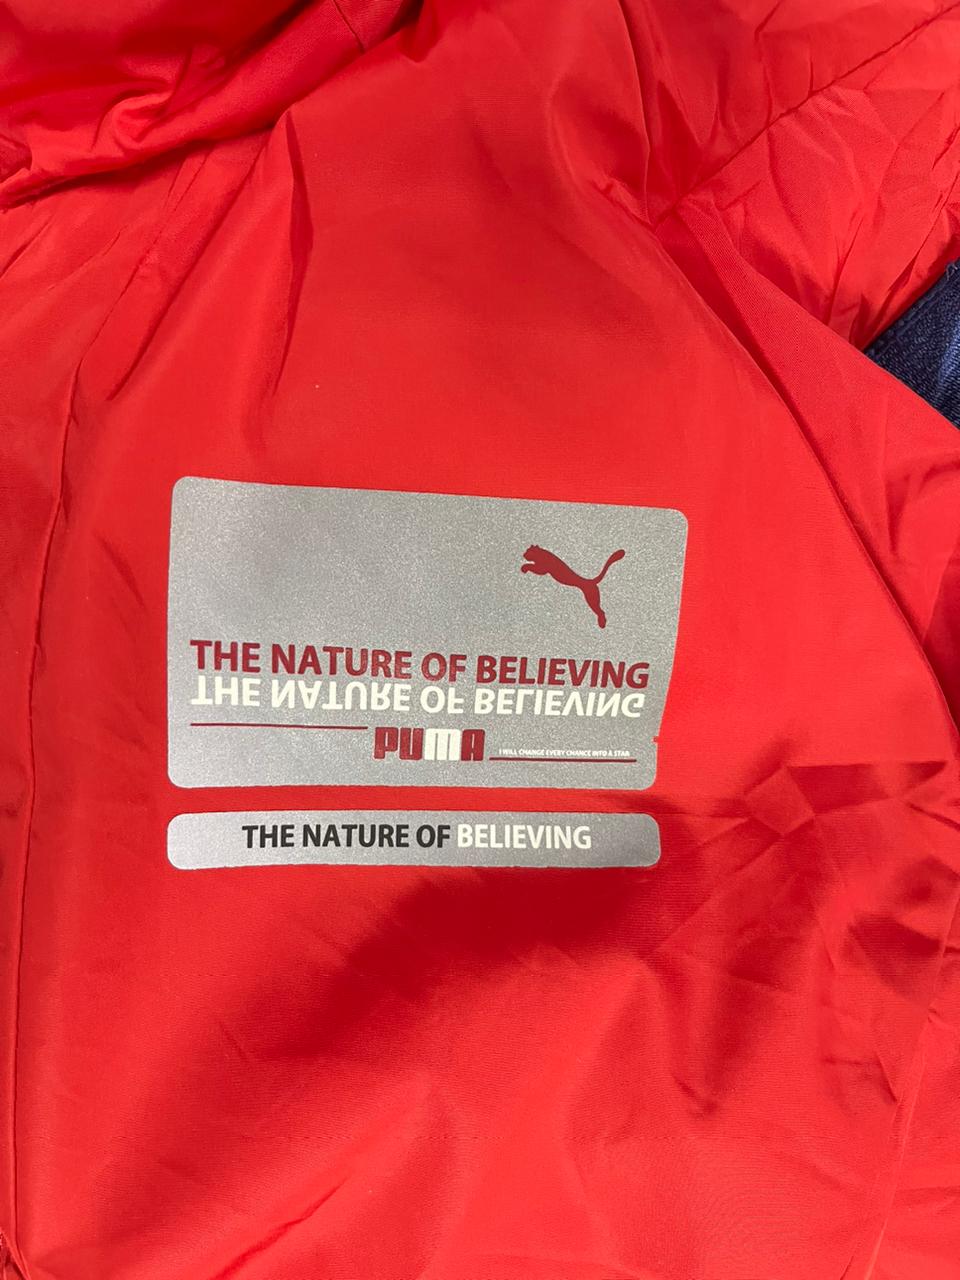 THE NATURE OF BELIEVING
THE NATURE OF BELIEVING
PUMA
I WILL CHANGE EVERY CHANCE INTO A STAR
THE NATURE OF BELIEVING